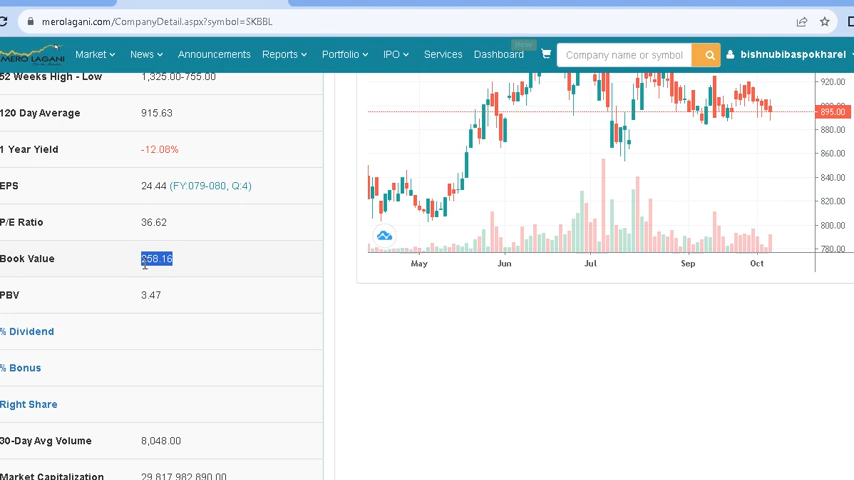 merolagani.com/CompanyDetail.aspx?symbol=SKBBL
MERO LAGANI
Market
News
Announcements
Reports
Portfolio
IPO
Services
Dashboard
New
Company name or symbol
bishnubibaspokharel
52 Weeks High - Low 1,325.00-755.00
120 Day Average 915.63
1 Year Yield -12.08%
EPS 24.44 (FY:079-080, Q:4)
P/E Ratio 36.62
Book Value 258.16
PBV 3.47
% Dividend
% Bonus
Right Share
30-Day Avg Volume 8,048.00
Market Capitalization 29,817,982,890.00
920.00
895.00
880.00
860.00
840.00
820.00
800.00
780.00
May Jun Jul Sep Oct